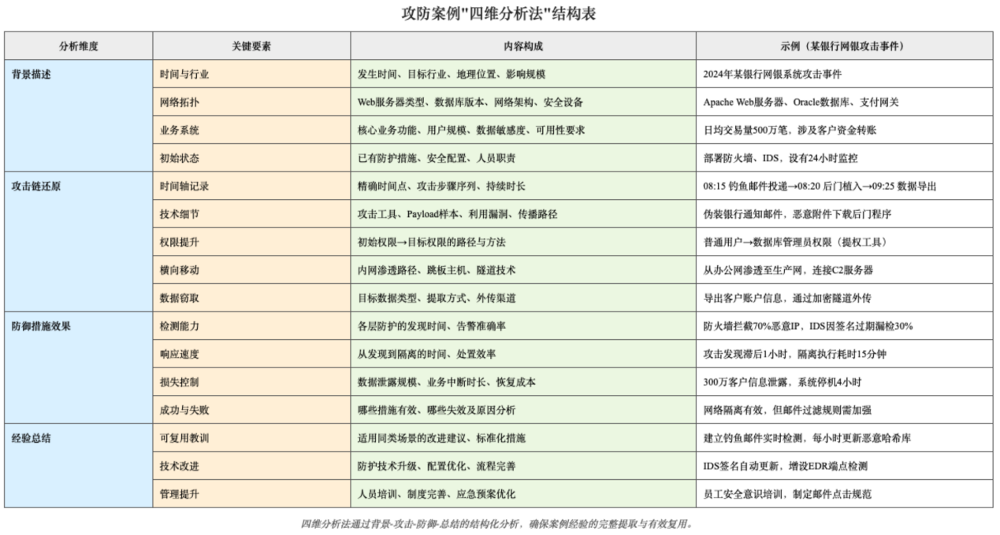 攻防案例"四维分析法"结构表
分析维度 关键要素 内容构成 示例（某银行网银攻击事件）
背景描述 时间与行业 发生时间、目标行业、地理位置、影响规模 2024年某银行网银系统攻击事件
网络拓扑 Web服务器类型、数据库版本、网络架构、安全设备 Apache Web服务器、Oracle数据库、支付网关
业务系统 核心业务功能、用户规模、数据敏感度、可用性要求 日均交易量500万笔，涉及客户资金转账
初始状态 已有防护措施、安全配置、人员职责 部署防火墙、IDS，设有24小时监控
攻击链还原 时间轴记录 精确时间点、攻击步骤序列、持续时长 08:15 钓鱼邮件投递→08:20 后门植入→09:25 数据导出
技术细节 攻击工具、Payload样本、利用漏洞、传播路径 伪装银行通知邮件，恶意附件下载后门程序
权限提升 初始权限→目标权限的路径与方法 普通用户→数据库管理员权限（提权工具）
横向移动 内网渗透路径、跳板主机、隧道技术 从办公网渗透至生产网，连接C2服务器
数据窃取 目标数据类型、提取方式、外传渠道 导出客户账户信息，通过加密隧道外传
防御措施效果 检测能力 各层防护的发现时间、告警准确率 防火墙拦截70%恶意IP，IDS因签名过期漏检30%
响应速度 从发现到隔离的时间、处置效率 攻击发现滞后1小时，隔离执行耗时15分钟
损失控制 数据泄露规模、业务中断时长、恢复成本 300万客户信息泄露，系统停机4小时
成功与失败 哪些措施有效、哪些失效及原因分析 网络隔离有效，但邮件过滤规则需加强
经验总结 可复用教训 适用同类场景的改进建议、标准化措施 建立钓鱼邮件实时检测，每小时更新恶意哈希库
技术改进 防护技术升级、配置优化、流程完善 IDS签名自动更新，增设EDR端点检测
管理提升 人员培训、制度完善、应急预案优化 员工安全意识培训，制定邮件点击规范
四维分析法通过背景-攻击-防御-总结的结构化分析，确保案例经验的完整提取与有效复用。